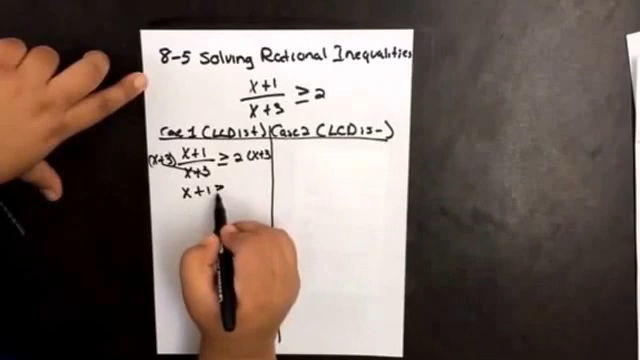 8-5 Solving Rational Inequalities
x+1 / x+3 ≥ 2
Case 1 (LCD is +) Case 2 (LCD is -)
(x+3) x+1 / x+3 ≥ 2 (x+3
x+1 ≥